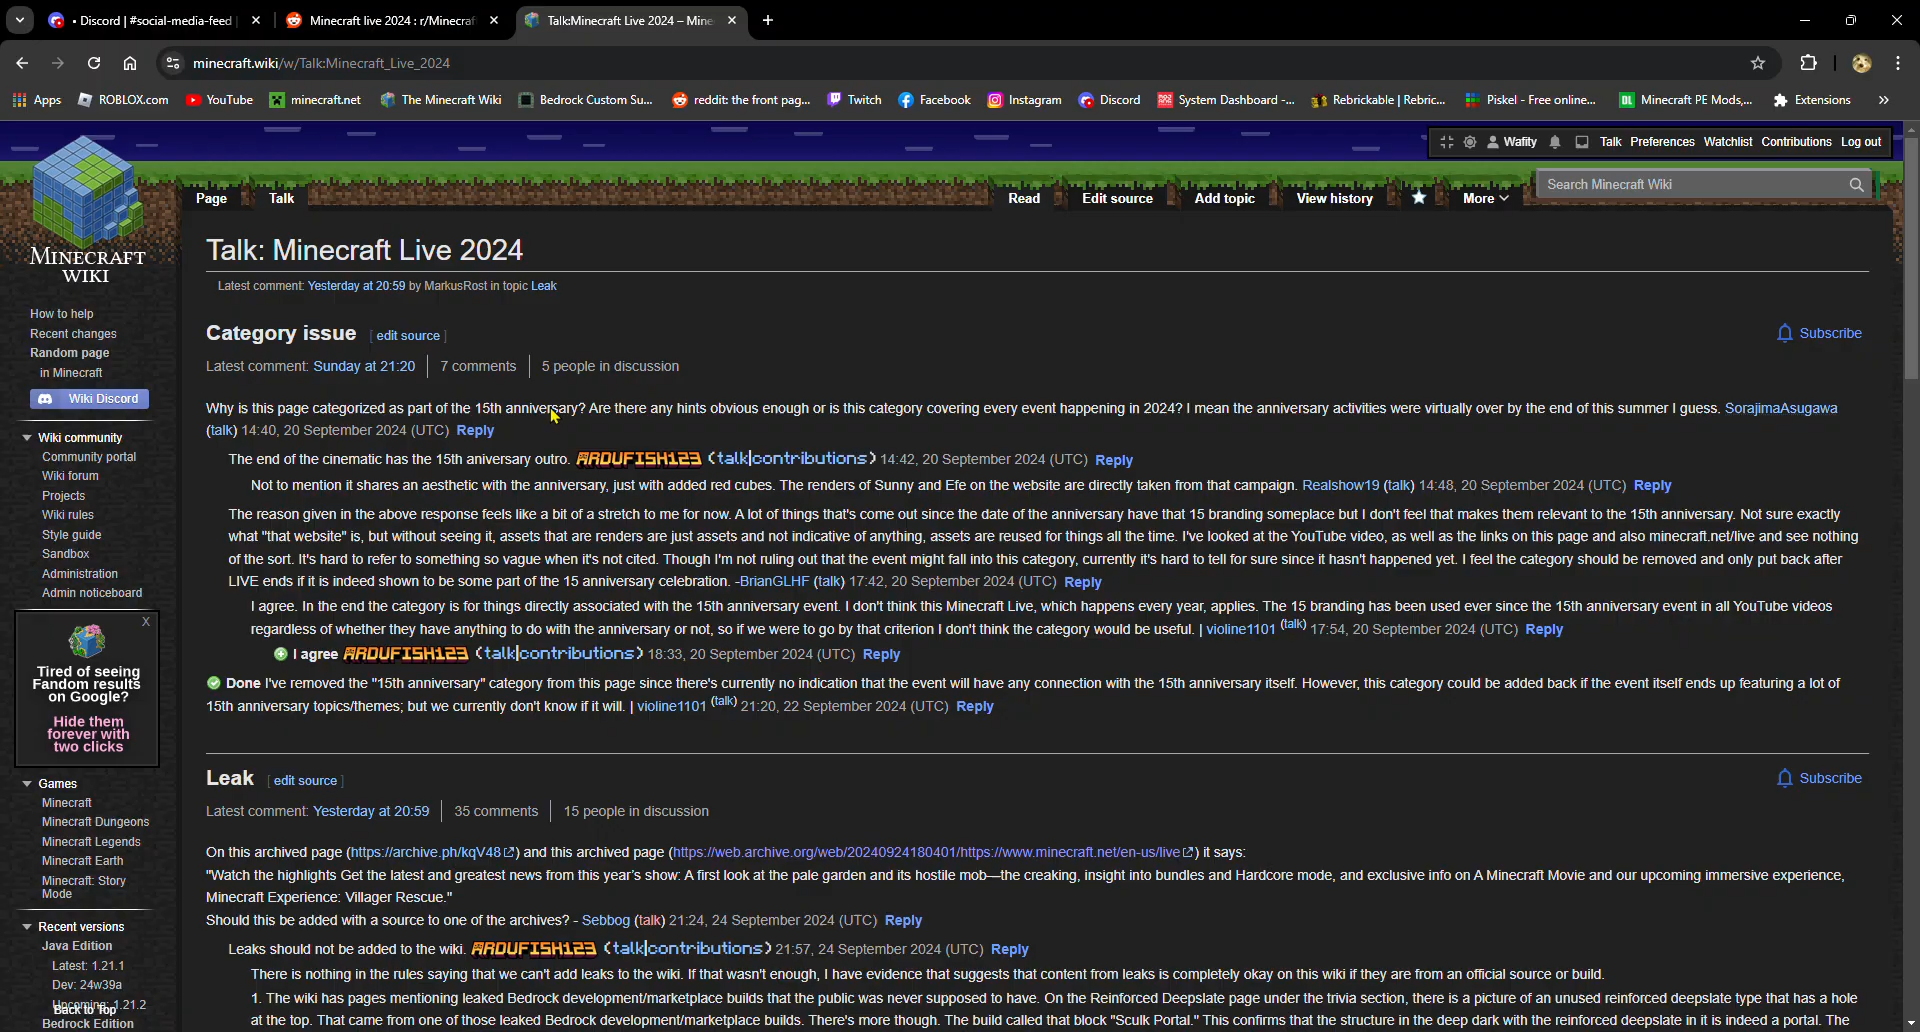 • Discord | #social-media-feed
Minecraft live 2024 : r/Minecraf
Talk:Minecraft Live 2024 – Mine
minecraft.wiki/w/Talk:Minecraft_Live_2024
Apps
ROBLOX.com
YouTube
minecraft.net
The Minecraft Wiki
Bedrock Custom Su...
reddit: the front pag...
Twitch
Facebook
Instagram
Discord
System Dashboard -...
Rebrickable | Rebric...
Piskel - Free online...
Minecraft PE Mods,...
Extensions
»
Wafity
Talk Preferences Watchlist Contributions Log out
MINECRAFT
WIKI
Page
Talk
Read
Edit source
Add topic
View history
More
Search Minecraft Wiki
How to help
Recent changes
Random page
in Minecraft
Wiki Discord
Wiki community
Community portal
Wiki forum
Projects
Wiki rules
Style guide
Sandbox
Administration
Admin noticeboard
X
Tired of seeing
Fandom results
on Google?
Hide them
forever with
two clicks
Games
Minecraft
Minecraft Dungeons
Minecraft Legends
Minecraft Earth
Minecraft: Story
Mode
Recent versions
Java Edition
Latest: 1.21.1
Dev: 24w39a
Upcoming: 1.21.2
Back to Top
Bedrock Edition
Talk: Minecraft Live 2024
Latest comment: Yesterday at 20:59 by MarkusRost in topic Leak
Category issue [ edit source ]
Subscribe
Latest comment: Sunday at 21:20 | 7 comments | 5 people in discussion
Why is this page categorized as part of the 15th anniversary? Are there any hints obvious enough or is this category covering every event happening in 2024? I mean the anniversary activities were virtually over by the end of this summer I guess. SorajimaAsugawa
(talk) 14:40, 20 September 2024 (UTC) Reply
The end of the cinematic has the 15th aniversary outro. ARDUFISH123 (talk|contributions) 14:42, 20 September 2024 (UTC) Reply
Not to mention it shares an aesthetic with the anniversary, just with added red cubes. The renders of Sunny and Efe on the website are directly taken from that campaign. Realshow19 (talk) 14:48, 20 September 2024 (UTC) Reply
The reason given in the above response feels like a bit of a stretch to me for now. A lot of things that's come out since the date of the anniversary have that 15 branding someplace but I don't feel that makes them relevant to the 15th anniversary. Not sure exactly
what "that website" is, but without seeing it, assets that are renders are just assets and not indicative of anything, assets are reused for things all the time. I've looked at the YouTube video, as well as the links on this page and also minecraft.net/live and see nothing
of the sort. It's hard to refer to something so vague when it's not cited. Though I'm not ruling out that the event might fall into this category, currently it's hard to tell for sure since it hasn't happened yet. I feel the category should be removed and only put back after
LIVE ends if it is indeed shown to be some part of the 15 anniversary celebration. -BrianGLHF (talk) 17:42, 20 September 2024 (UTC) Reply
I agree. In the end the category is for things directly associated with the 15th anniversary event. I don't think this Minecraft Live, which happens every year, applies. The 15 branding has been used ever since the 15th anniversary event in all YouTube videos
regardless of whether they have anything to do with the anniversary or not, so if we were to go by that criterion I don't think the category would be useful. | violine1101 (talk) 17:54, 20 September 2024 (UTC) Reply
I agree ARDUFISH123 (talk|contributions) 18:33, 20 September 2024 (UTC) Reply
Done I've removed the "15th anniversary" category from this page since there's currently no indication that the event will have any connection with the 15th anniversary itself. However, this category could be added back if the event itself ends up featuring a lot of
15th anniversary topics/themes; but we currently don't know if it will. | violine1101 (talk) 21:20, 22 September 2024 (UTC) Reply
Leak [ edit source ]
Subscribe
Latest comment: Yesterday at 20:59 | 35 comments | 15 people in discussion
On this archived page (https://archive.ph/kqV48) and this archived page (https://web.archive.org/web/20240924180401/https://www.minecraft.net/en-us/live) it says:
"Watch the highlights Get the latest and greatest news from this year's show: A first look at the pale garden and its hostile mob—the creaking, insight into bundles and Hardcore mode, and exclusive info on A Minecraft Movie and our upcoming immersive experience,
Minecraft Experience: Villager Rescue."
Should this be added with a source to one of the archives? - Sebbog (talk) 21:24, 24 September 2024 (UTC) Reply
Leaks should not be added to the wiki. ARDUFISH123 (talk|contributions) 21:57, 24 September 2024 (UTC) Reply
There is nothing in the rules saying that we can't add leaks to the wiki. If that wasn't enough, I have evidence that suggests that content from leaks is completely okay on this wiki if they are from an official source or build.
1. The wiki has pages mentioning leaked Bedrock development/marketplace builds that the public was never supposed to have. On the Reinforced Deepslate page under the trivia section, there is a picture of an unused reinforced deepslate type that has a hole
at the top. That came from one of those leaked Bedrock development/marketplace builds. There's more though. The build called that block "Sculk Portal." This confirms that the structure in the deep dark with the reinforced deepslate in it is indeed a portal. The